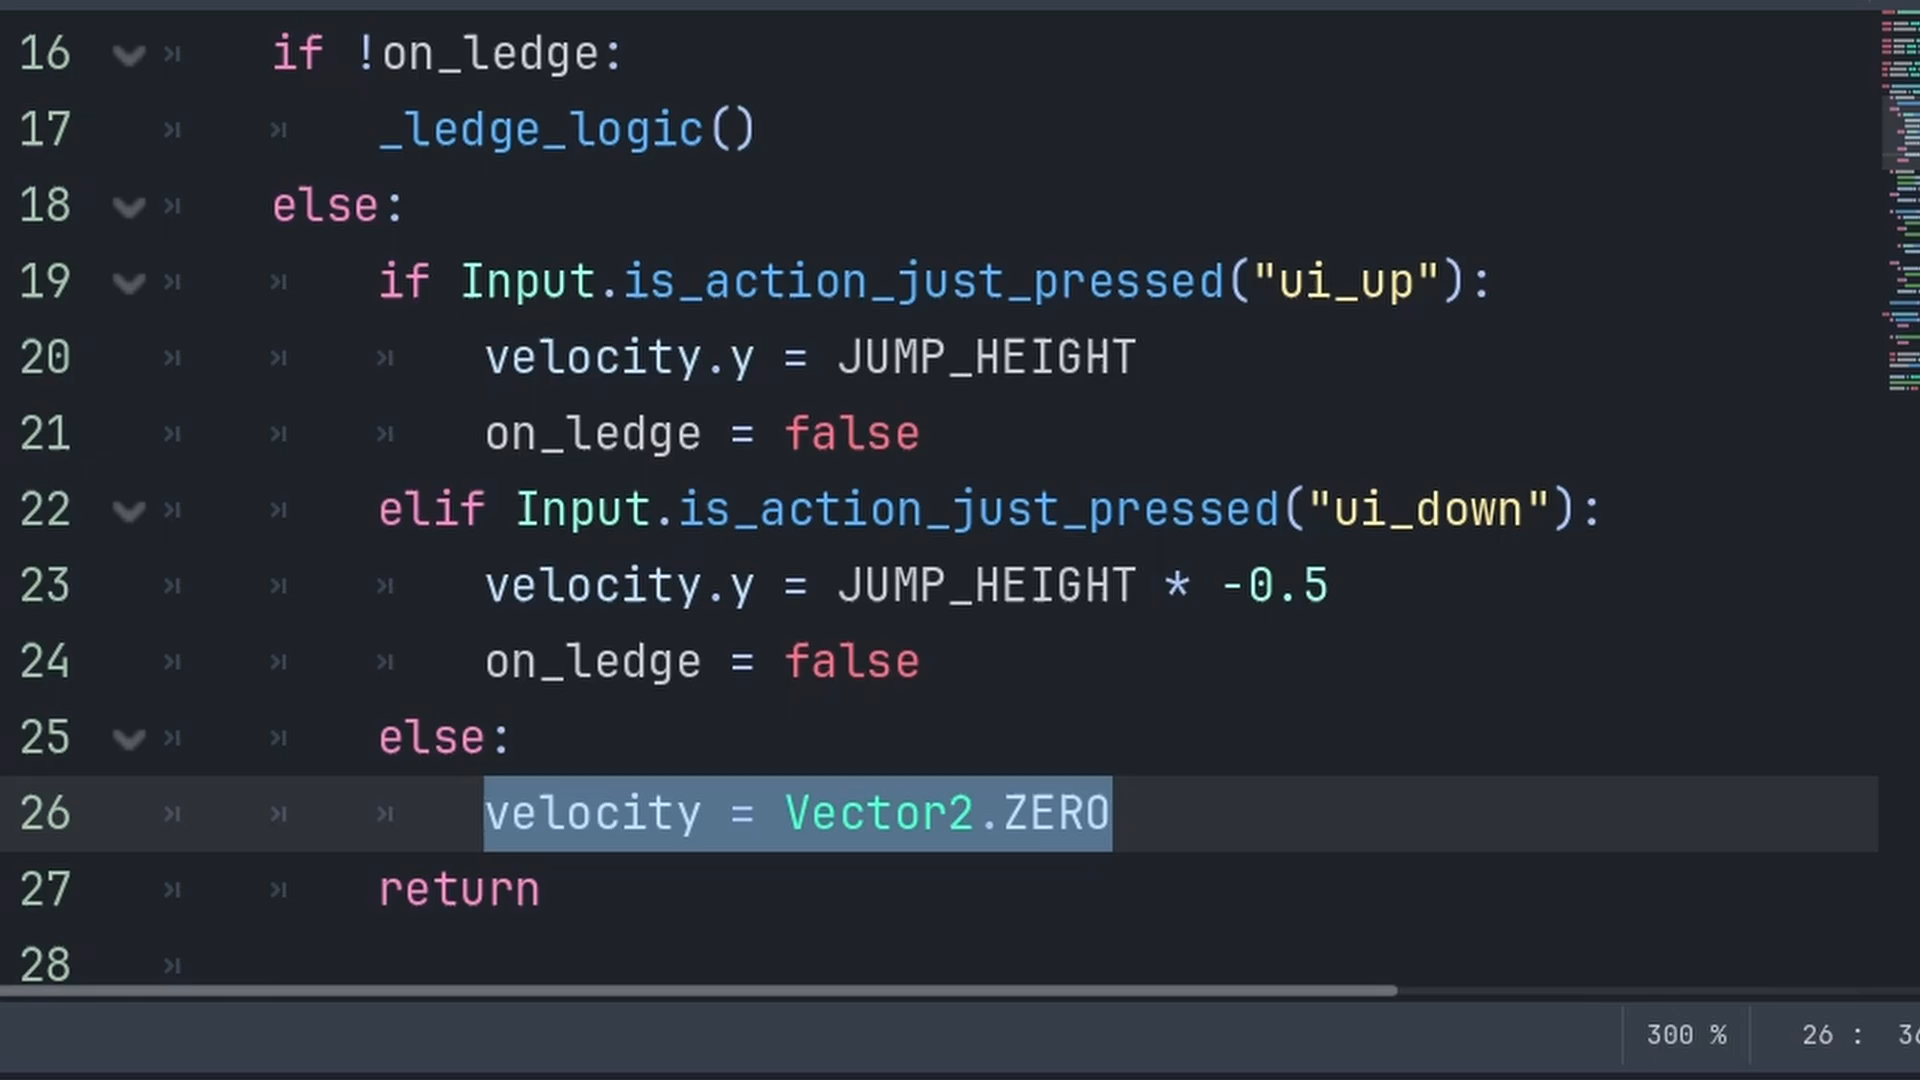 16 if !on_ledge:
17 _ledge_logic()
18 else:
19 if Input.is_action_just_pressed("ui_up"):
20 velocity.y = JUMP_HEIGHT
21 on_ledge = false
22 elif Input.is_action_just_pressed("ui_down"):
23 velocity.y = JUMP_HEIGHT * -0.5
24 on_ledge = false
25 else:
26 velocity = Vector2.ZERO
27 return
28
300 % 26 :